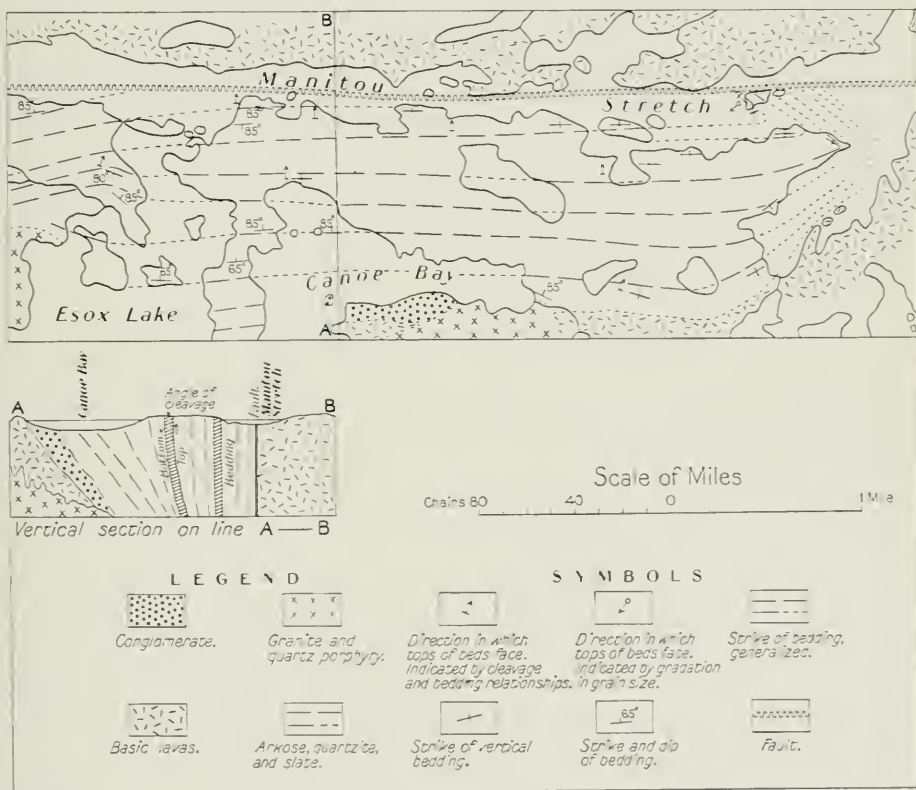 B
Manitou
Stretch
85°
85°
85°
80°
85°
85°
85°
65°
65°
85°
Canoe Bay
Esox Lake
A
A
Canoe Bay
Angle of
cleavage
Fault
Manitou
Stretch
B
Bottom
Top
Bedding
Vertical section on line A — B
Scale of Miles
Chains 80 40 0 1 Mile
LEGEND
SYMBOLS
65°
Conglomerate.
Granite and
quartz porphyry.
Direction in which
tops of beds face.
Indicated by cleavage
and bedding relationships.
Direction in which
tops of beds face.
Indicated by gradation
in grain size.
Strike of bedding,
generalized.
Basic lavas.
Arkose, quartzite,
and slate.
Strike of vertical
bedding.
Strike and dip
of bedding.
Fault.